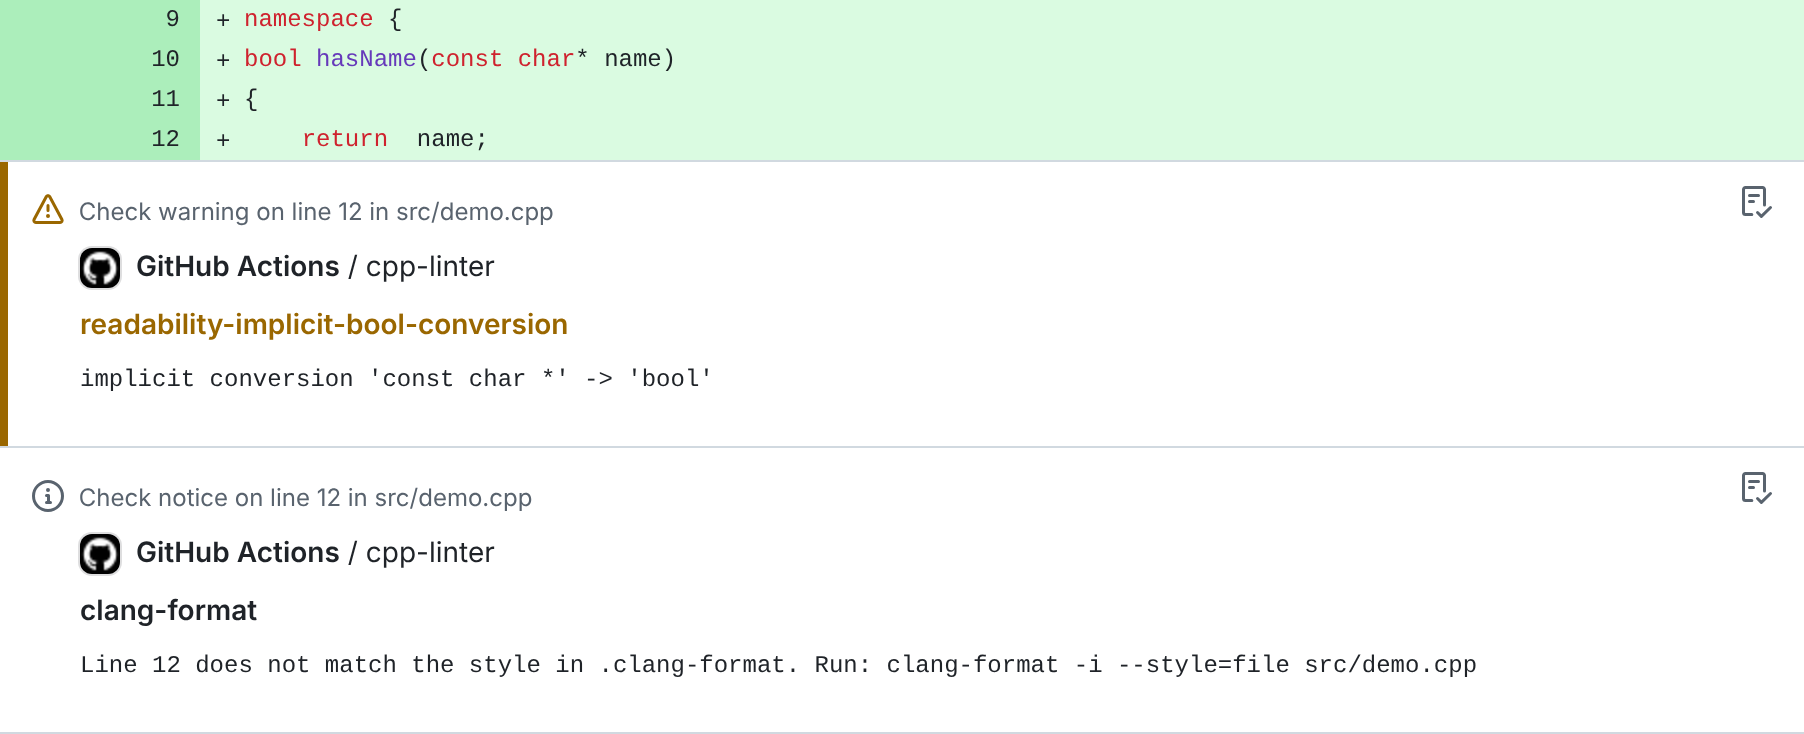 9 + namespace {
10 + bool hasName(const char* name)
11 + {
12 +     return  name;
Check warning on line 12 in src/demo.cpp
GitHub Actions / cpp-linter
readability-implicit-bool-conversion
implicit conversion 'const char *' -> 'bool'
Check notice on line 12 in src/demo.cpp
GitHub Actions / cpp-linter
clang-format
Line 12 does not match the style in .clang-format. Run: clang-format -i --style=file src/demo.cpp